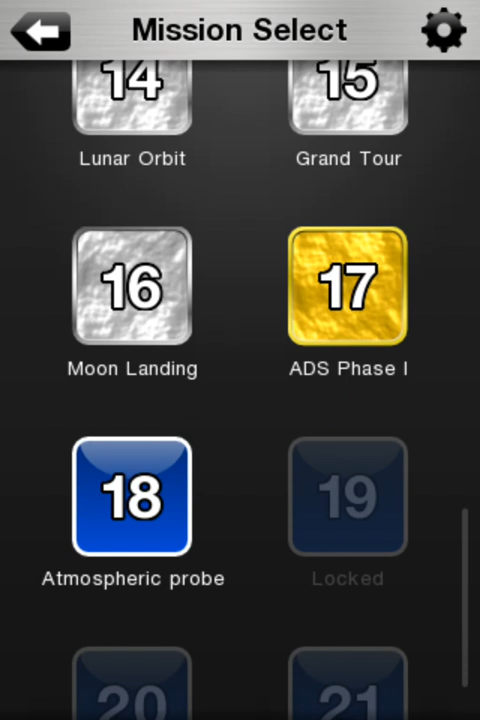 Mission Select
14
15
Lunar Orbit
Grand Tour
16
17
Moon Landing
ADS Phase I
18
19
Atmospheric probe
Locked
20
21